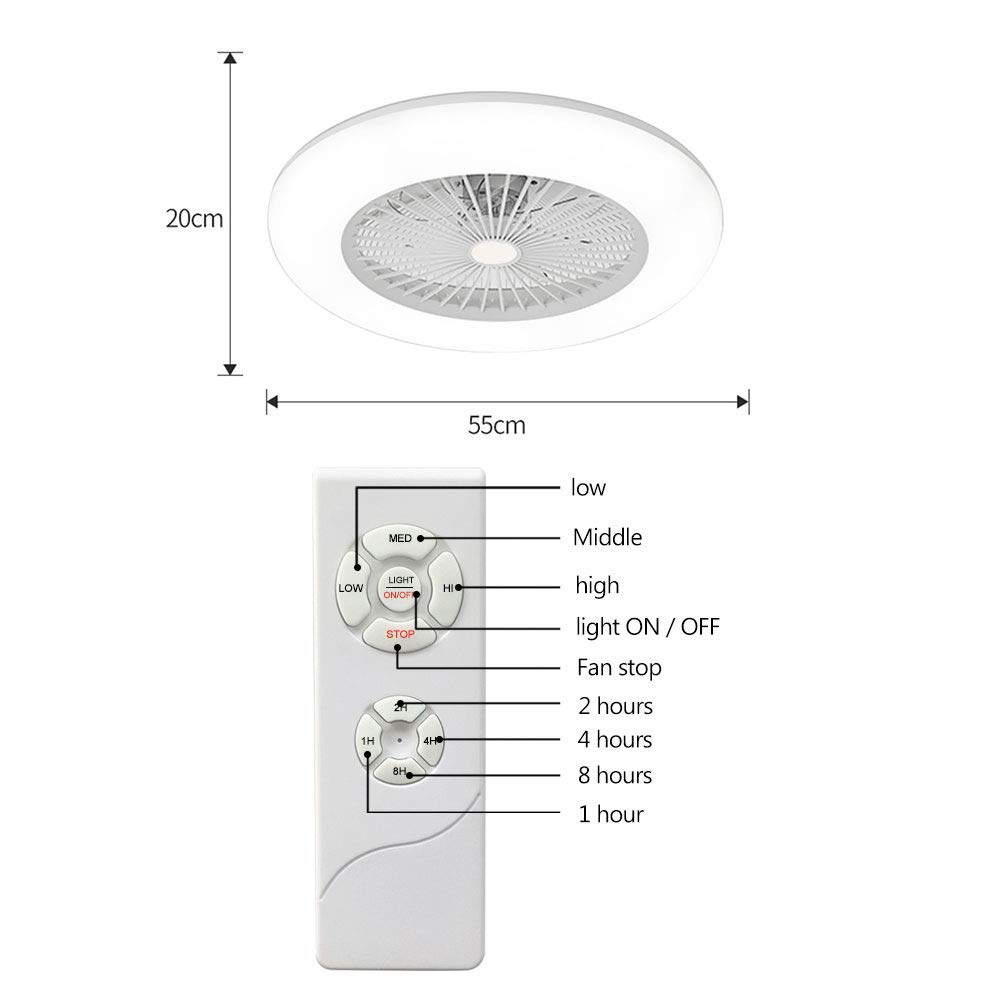 20cm
55cm
low
MED
Middle
LOW
LIGHT
ON/OFF
HI
high
light ON / OFF
STOP
Fan stop
2H
2 hours
1H
4H
4 hours
8H
8 hours
1 hour